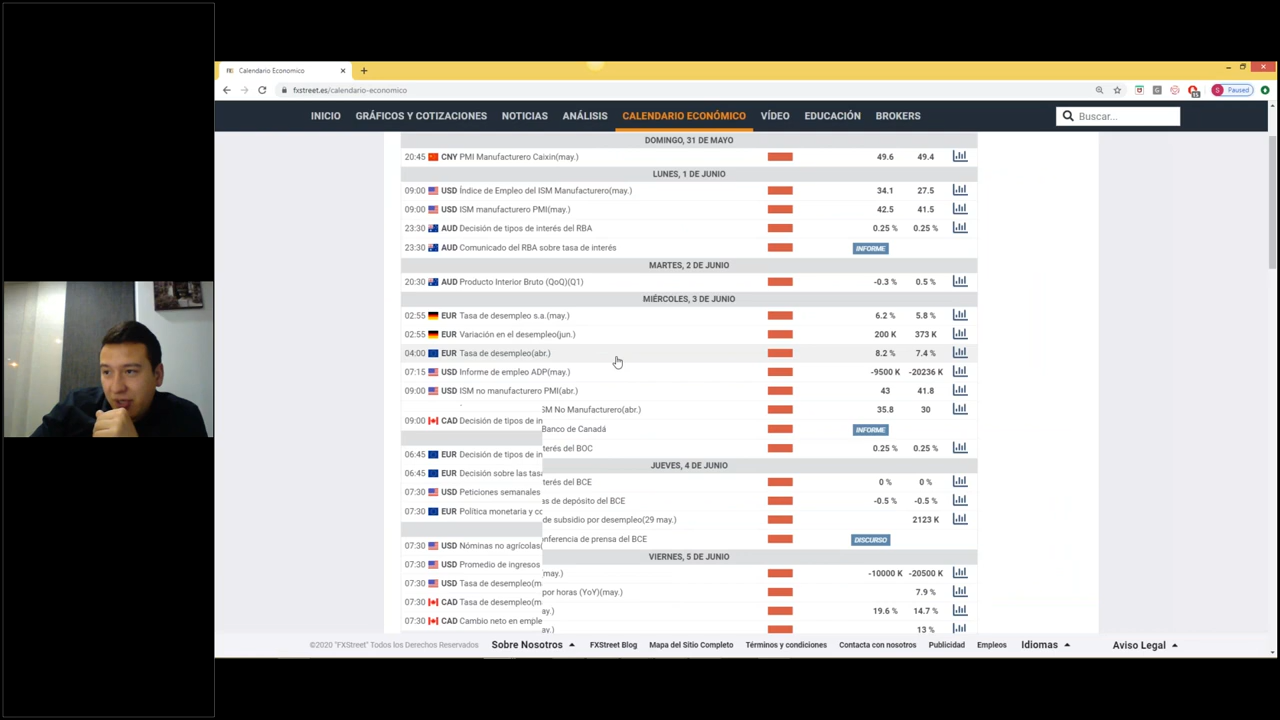 Calendario Economico
fxstreet.es/calendario-economico
Paused
INICIO GRÁFICOS Y COTIZACIONES NOTICIAS ANÁLISIS CALENDARIO ECONÓMICO VÍDEO EDUCACIÓN BROKERS Buscar...
DOMINGO, 31 DE MAYO
20:45 CNY PMI Manufacturero Caixin(may.) 49.6 49.4
LUNES, 1 DE JUNIO
09:00 USD Índice de Empleo del ISM Manufacturero(may.) 34.1 27.5
09:00 USD ISM manufacturero PMI(may.) 42.5 41.5
23:30 AUD Decisión de tipos de interés del RBA 0.25 % 0.25 %
23:30 AUD Comunicado del RBA sobre tasa de interés INFORME
MARTES, 2 DE JUNIO
20:30 AUD Producto Interior Bruto (QoQ)(Q1) -0.3 % 0.5 %
MIÉRCOLES, 3 DE JUNIO
02:55 EUR Tasa de desempleo s.a.(may.) 6.2 % 5.8 %
02:55 EUR Variación en el desempleo(jun.) 200 K 373 K
04:00 EUR Tasa de desempleo(abr.) 8.2 % 7.4 %
07:15 USD Informe de empleo ADP(may.) -9500 K -20236 K
09:00 USD ISM no manufacturero PMI(abr.) 43 41.8
SM No Manufacturero(abr.) 35.8 30
09:00 CAD Decisión de tipos de in
Banco de Canadá INFORME
terés del BOC 0.25 % 0.25 %
06:45 EUR Decisión de tipos de in
JUEVES, 4 DE JUNIO
06:45 EUR Decisión sobre las tas
terés del BCE 0 % 0 %
07:30 USD Peticiones semanales
as de depósito del BCE -0.5 % -0.5 %
07:30 EUR Política monetaria y co
de subsidio por desempleo(29 may.) 2123 K
nferencia de prensa del BCE DISCURSO
07:30 USD Nóminas no agrícolas(
VIERNES, 5 DE JUNIO
07:30 USD Promedio de ingresos
may.) -10000 K -20500 K
07:30 USD Tasa de desempleo(m
por horas (YoY)(may.) 7.9 %
07:30 CAD Tasa de desempleo(m
ay.) 19.6 % 14.7 %
07:30 CAD Cambio neto en emple
ay.) 13 %
©2020 "FXStreet" Todos los Derechos Reservados Sobre Nosotros FXStreet Blog Mapa del Sitio Completo Términos y condiciones Contacta con nosotros Publicidad Empleos Idiomas Aviso Legal